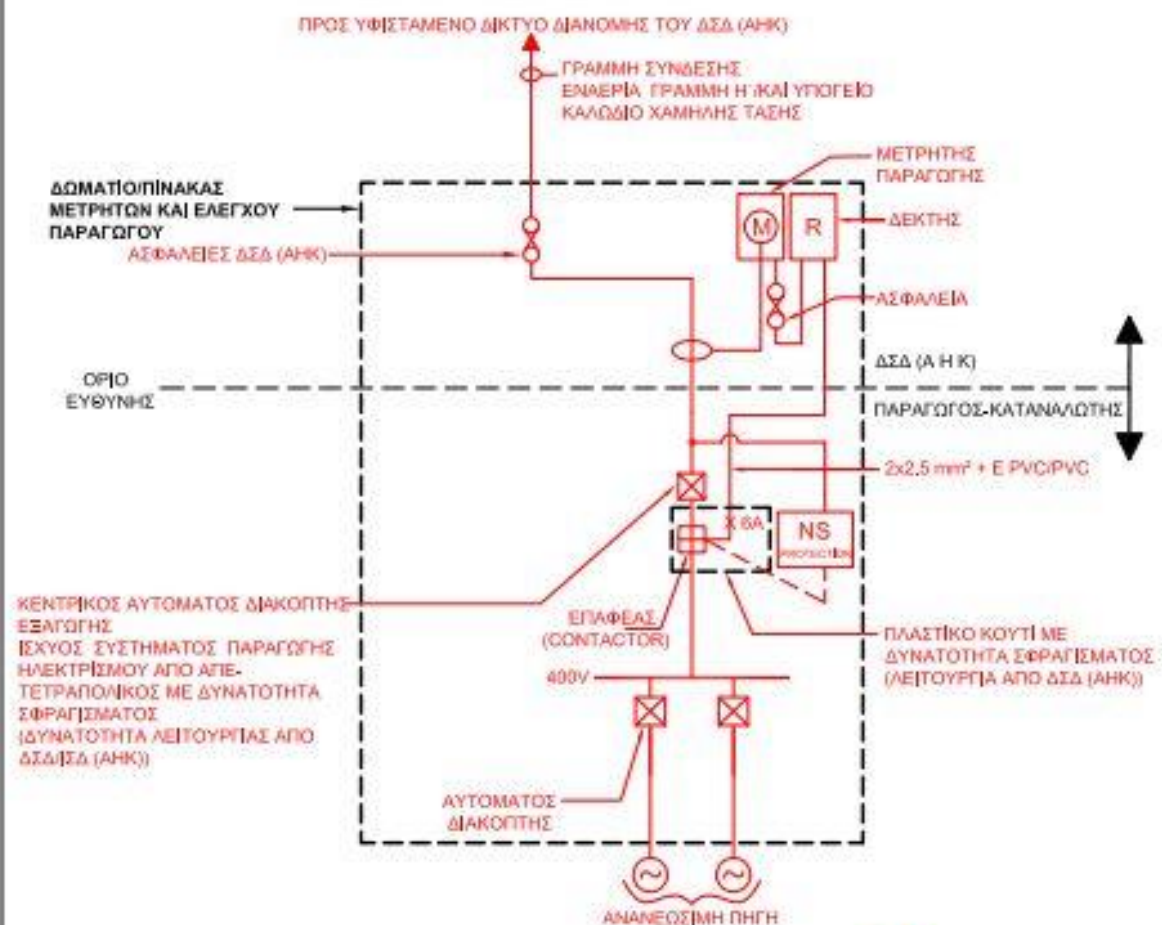 ΠΡΟΣ ΥΦΙΣΤΑΜΕΝΟ ΔΙΚΤΥΟ ΔΙΑΝΟΜΗΣ ΤΟΥ ΔΣΔ (ΑΗΚ)
ΓΡΑΜΜΗ ΣΥΝΔΕΣΗΣ
ΕΝΑΕΡΙΑ ΓΡΑΜΜΗ Η΄/ΚΑΙ ΥΠΟΓΕΙΟ
ΚΑΛΩΔΙΟ ΧΑΜΗΛΗΣ ΤΑΣΗΣ
ΜΕΤΡΗΤΗΣ
ΠΑΡΑΓΩΓΗΣ
ΔΩΜΑΤΙΟ/ΠΙΝΑΚΑΣ
ΜΕΤΡΗΤΩΝ ΚΑΙ ΕΛΕΓΧΟΥ
ΠΑΡΑΓΩΓΟΥ
M
R
ΔΕΚΤΗΣ
ΑΣΦΑΛΕΙΕΣ ΔΣΔ (ΑΗΚ)
ΑΣΦΑΛΕΙΑ
ΔΣΔ (Α Η Κ)
ΟΡΙΟ
ΕΥΘΥΝΗΣ
ΠΑΡΑΓΩΓΟΣ-ΚΑΤΑΝΑΛΩΤΗΣ
2x2.5 mm² + E PVC/PVC
X 6A
NS
PROTECTION
ΚΕΝΤΡΙΚΟΣ ΑΥΤΟΜΑΤΟΣ ΔΙΑΚΟΠΤΗΣ
ΕΞΑΓΩΓΗΣ
ΙΣΧΥΟΣ ΣΥΣΤΗΜΑΤΟΣ ΠΑΡΑΓΩΓΗΣ
ΗΛΕΚΤΡΙΣΜΟΥ ΑΠΟ ΑΠΕ-
ΤΕΤΡΑΠΟΛΙΚΟΣ ΜΕ ΔΥΝΑΤΟΤΗΤΑ
ΣΦΡΑΓΙΣΜΑΤΟΣ
(ΔΥΝΑΤΟΤΗΤΑ ΛΕΙΤΟΥΡΓΙΑΣ ΑΠΟ
ΔΣΔ/ΙΣΔ (ΑΗΚ))
ΕΠΑΦΕΑΣ
(CONTACTOR)
ΠΛΑΣΤΙΚΟ ΚΟΥΤΙ ΜΕ
ΔΥΝΑΤΟΤΗΤΑ ΣΦΡΑΓΙΣΜΑΤΟΣ
(ΛΕΙΤΟΥΡΓΙΑ ΑΠΟ ΔΣΔ (ΑΗΚ))
400V
ΑΥΤΟΜΑΤΟΣ
ΔΙΑΚΟΠΤΗΣ
ΑΝΑΝΕΩΣΙΜΗ ΠΗΓΗ